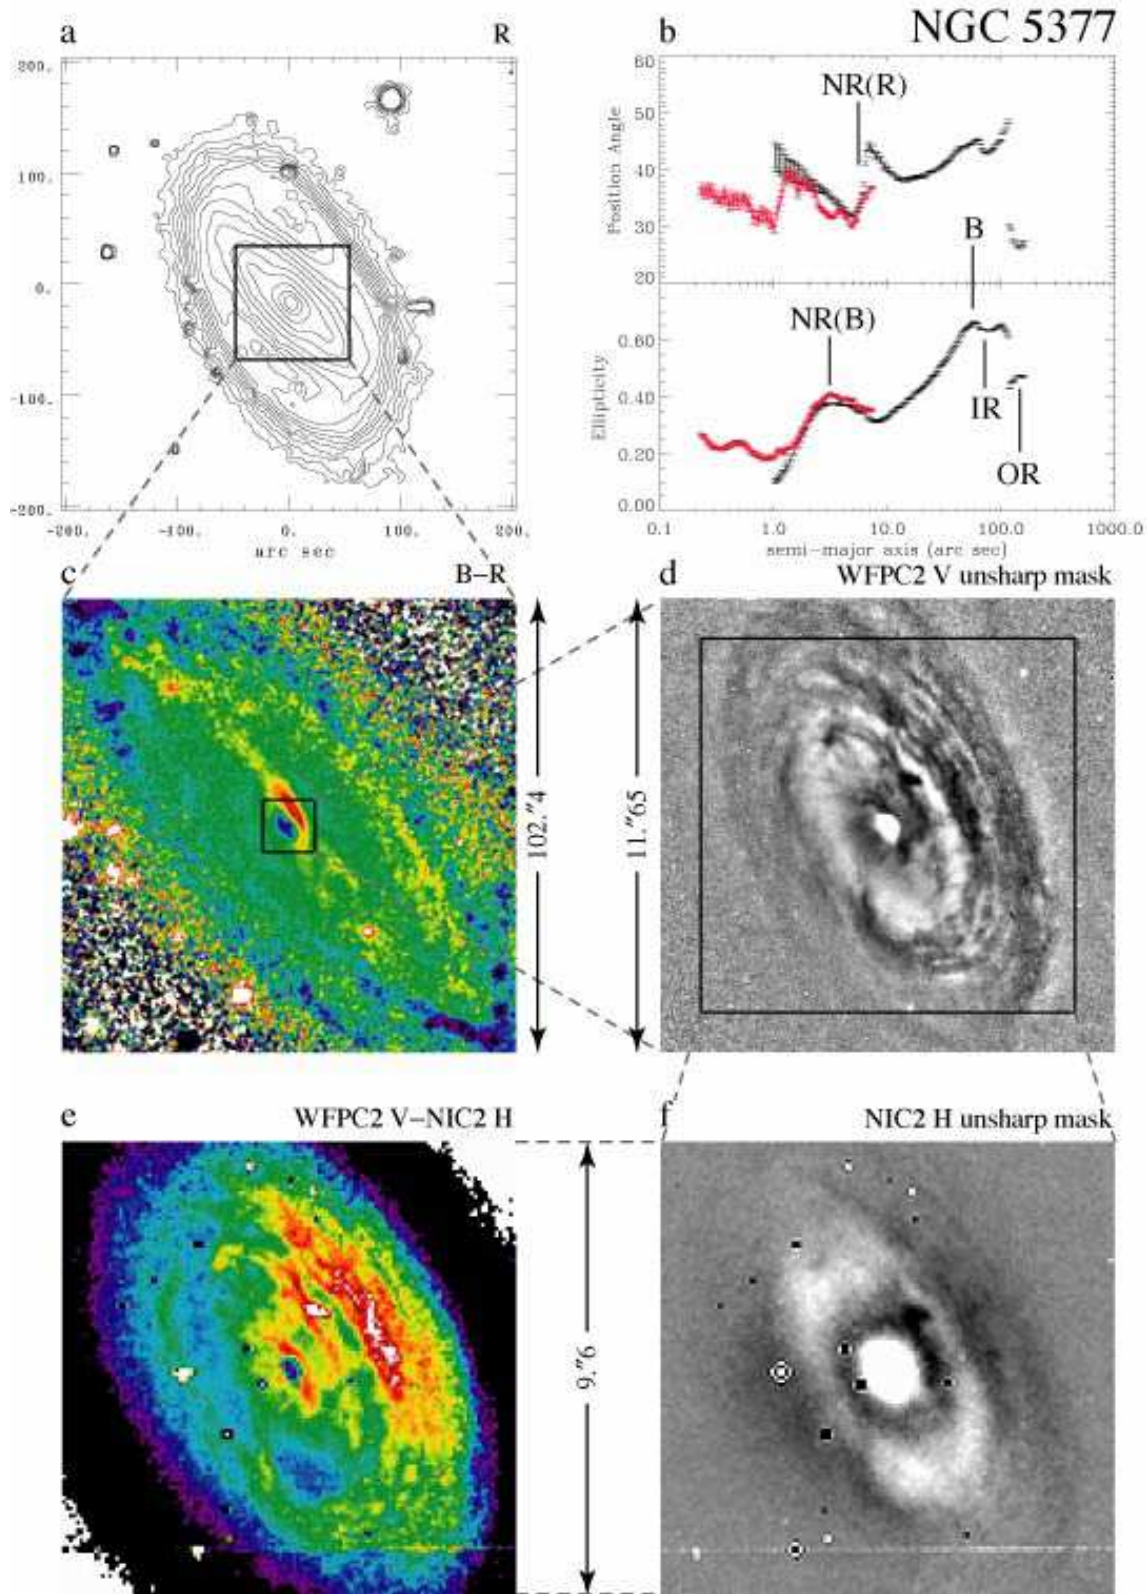 NGC 5377
a R
200.
100.
0.
-100.
-200.
-200. -100. 0. 100. 200.
arc sec
b
Position Angle
60
50
40
30
20
NR(R)
B
Ellipticity
0.60
0.40
0.20
0.00
NR(B)
IR
OR
0.1 1.0 10.0 100.0 1000.0
semi-major axis (arc sec)
c B-R
102."4
d WFPC2 V unsharp mask
11."65
e WFPC2 V-NIC2 H
9."6
f NIC2 H unsharp mask